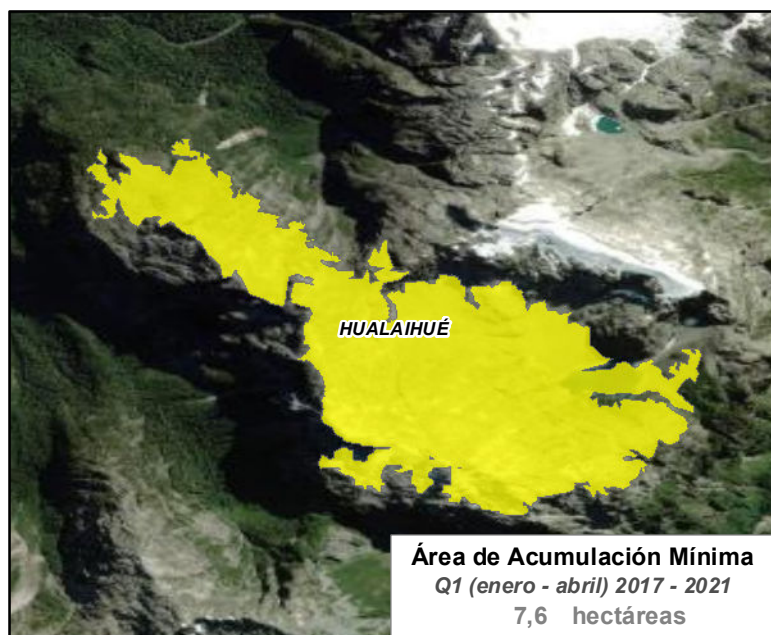 HUALAIHUÉ
Área de Acumulación Mínima
Q1 (enero - abril) 2017 - 2021
7,6 hectáreas